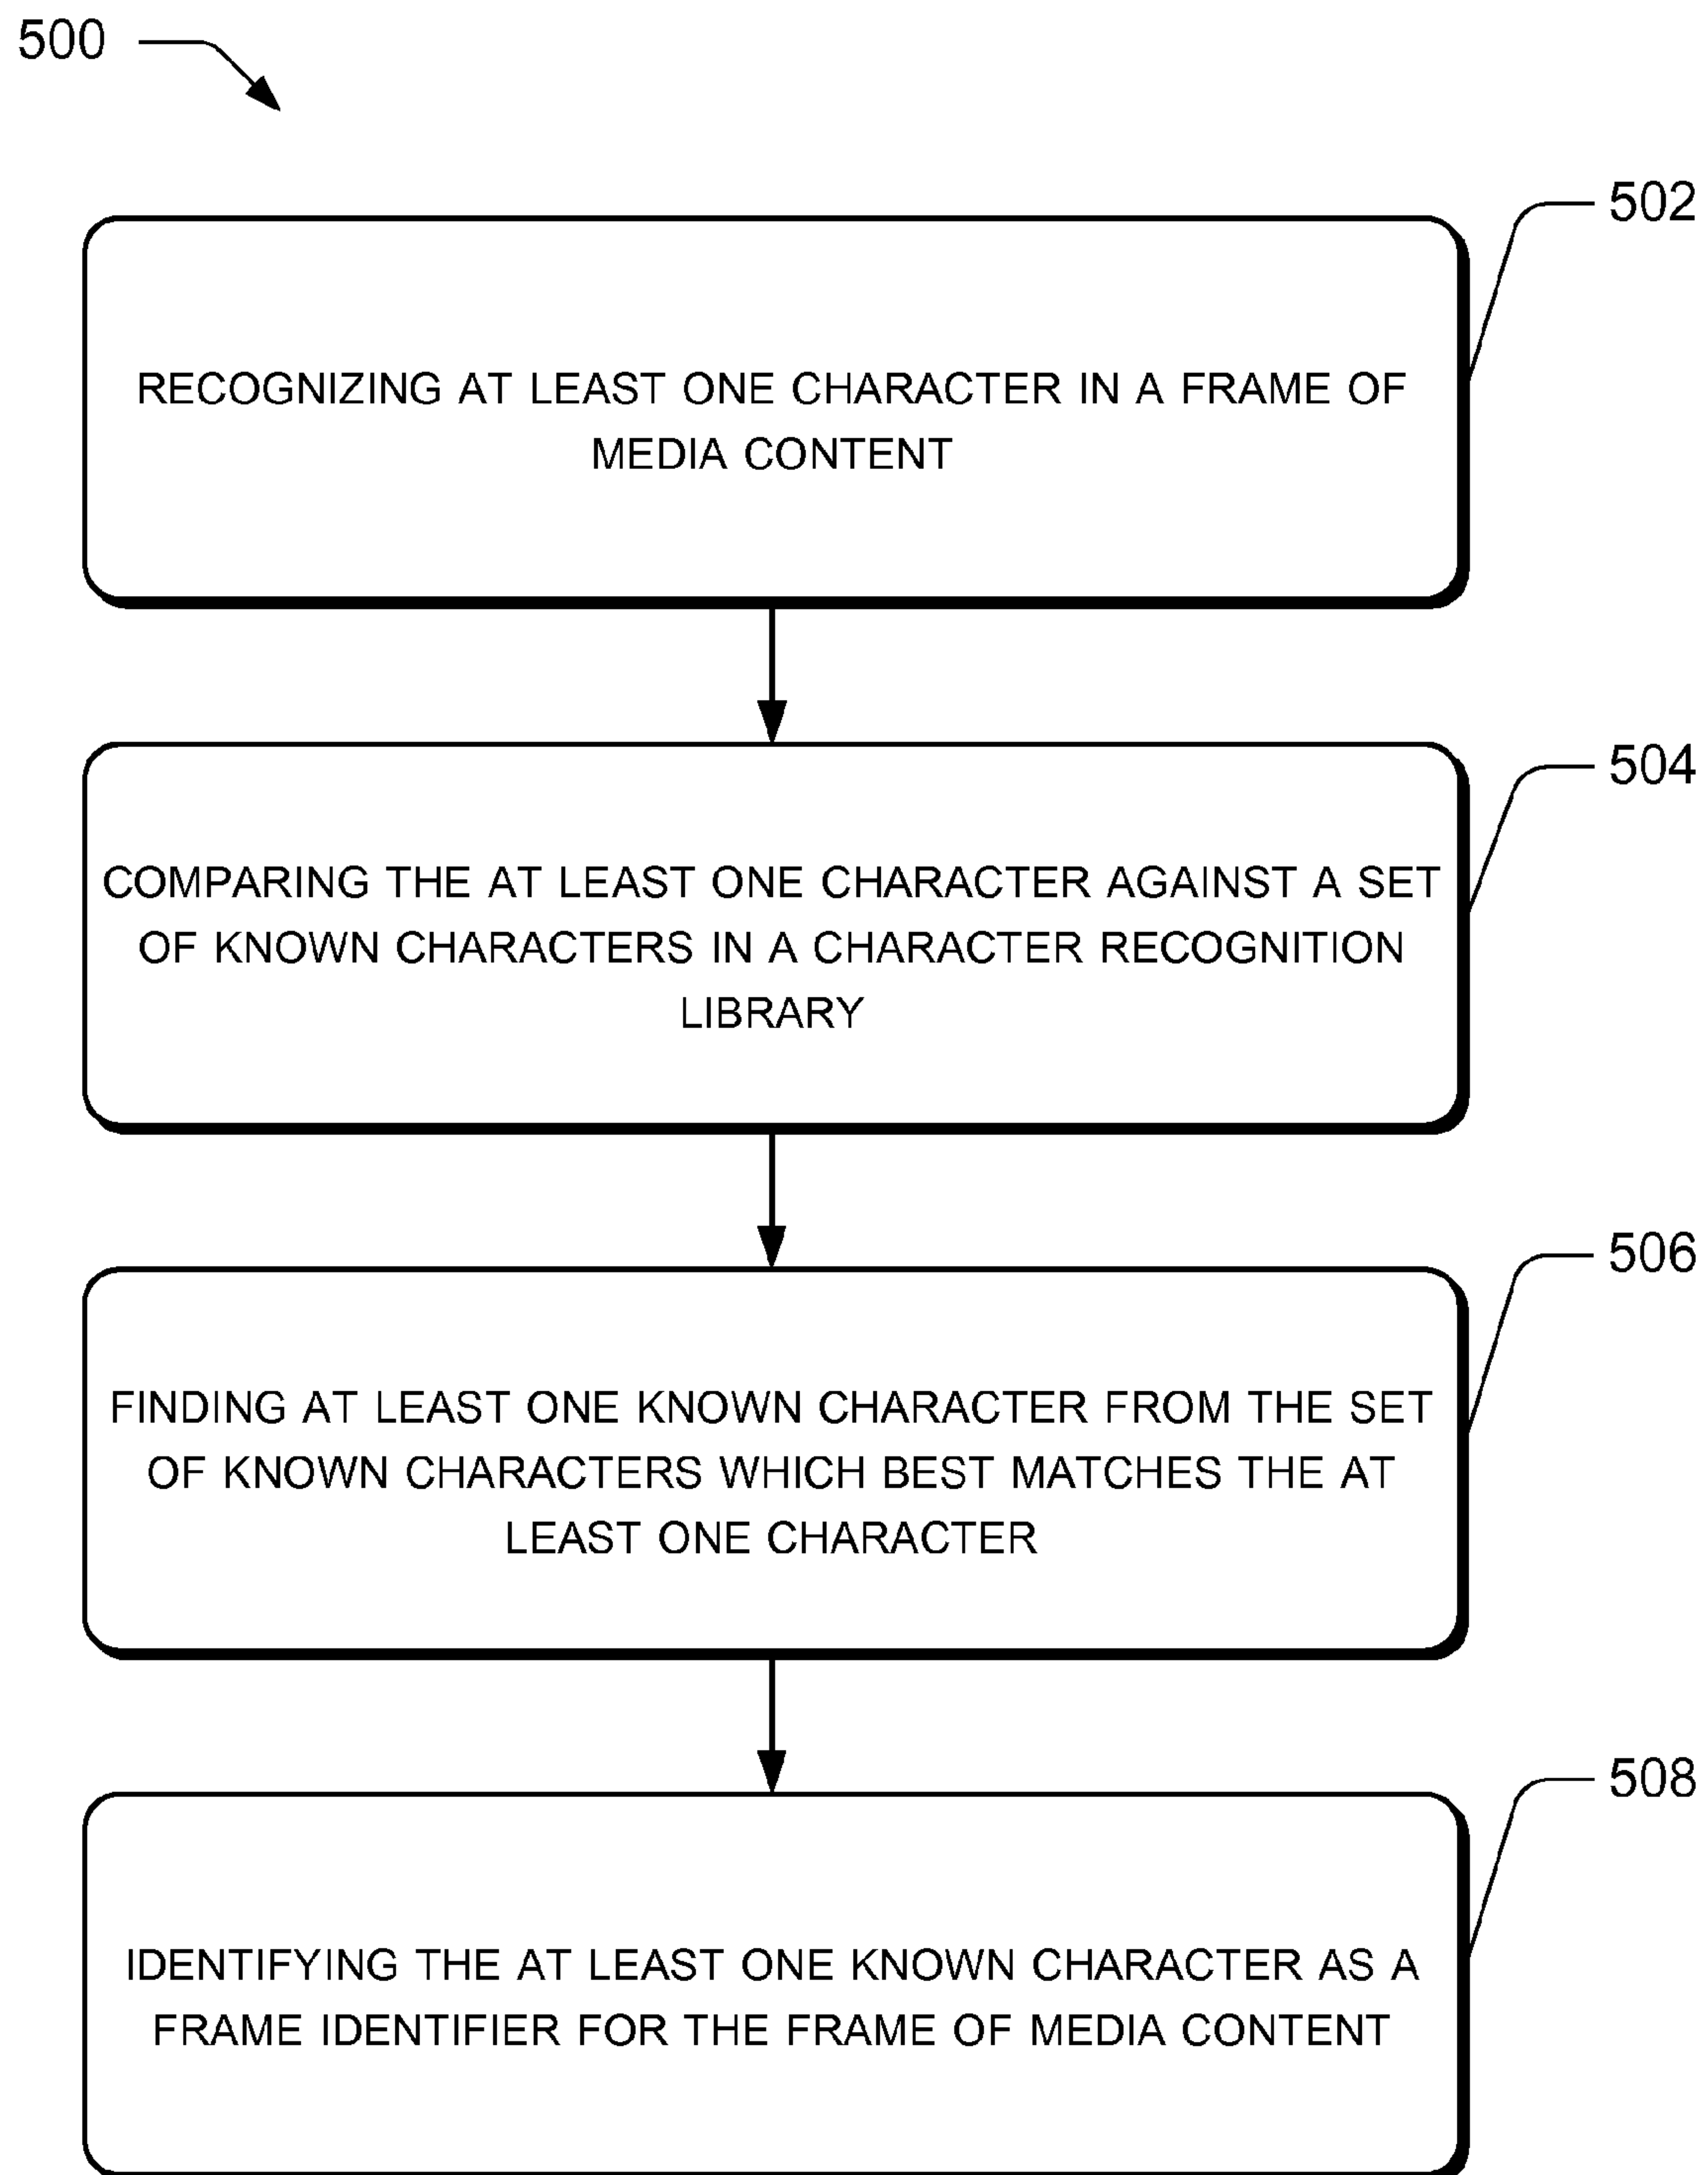 500
502
RECOGNIZING AT LEAST ONE CHARACTER IN A FRAME OF
MEDIA CONTENT
504
COMPARING THE AT LEAST ONE CHARACTER AGAINST A SET
OF KNOWN CHARACTERS IN A CHARACTER RECOGNITION
LIBRARY
506
FINDING AT LEAST ONE KNOWN CHARACTER FROM THE SET
OF KNOWN CHARACTERS WHICH BEST MATCHES THE AT
LEAST ONE CHARACTER
508
IDENTIFYING THE AT LEAST ONE KNOWN CHARACTER AS A
FRAME IDENTIFIER FOR THE FRAME OF MEDIA CONTENT